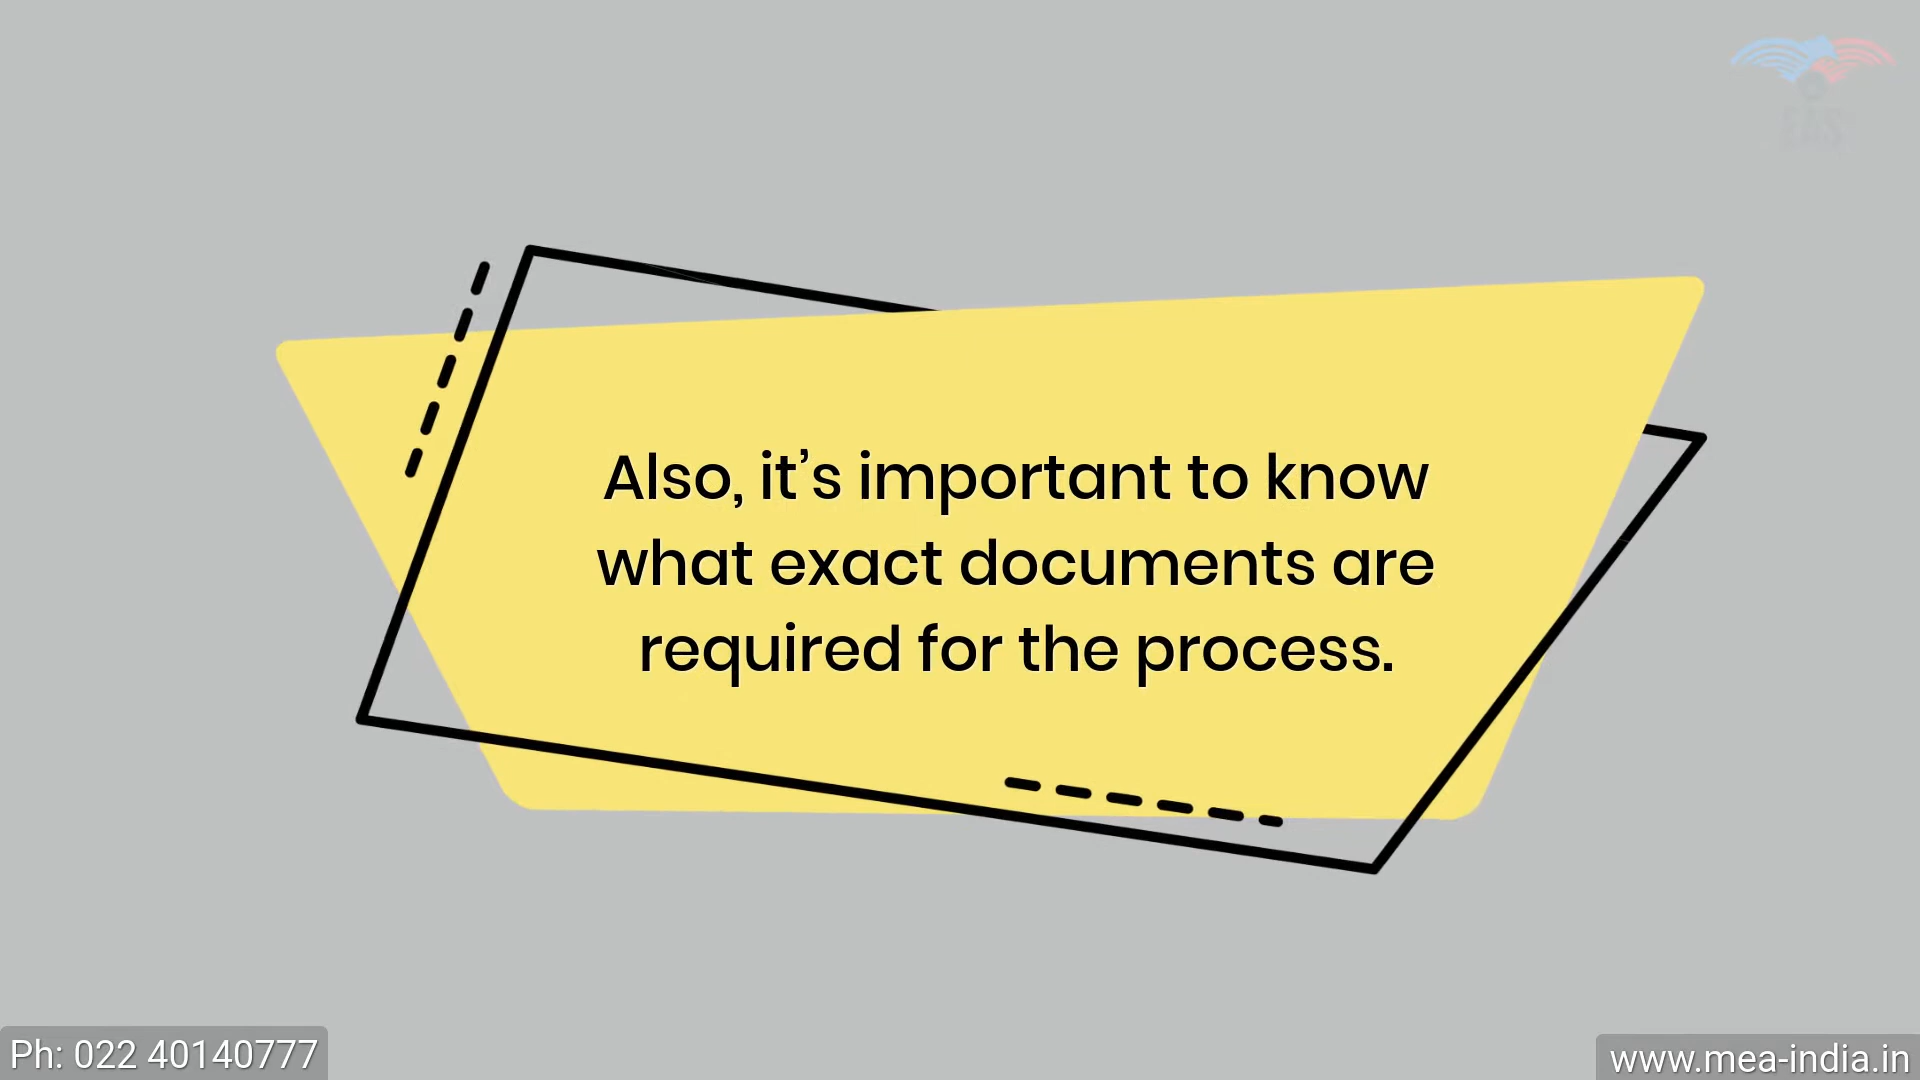 Also, it’s important to know
what exact documents are
required for the process.
Ph: 022 40140777
www.mea-india.in